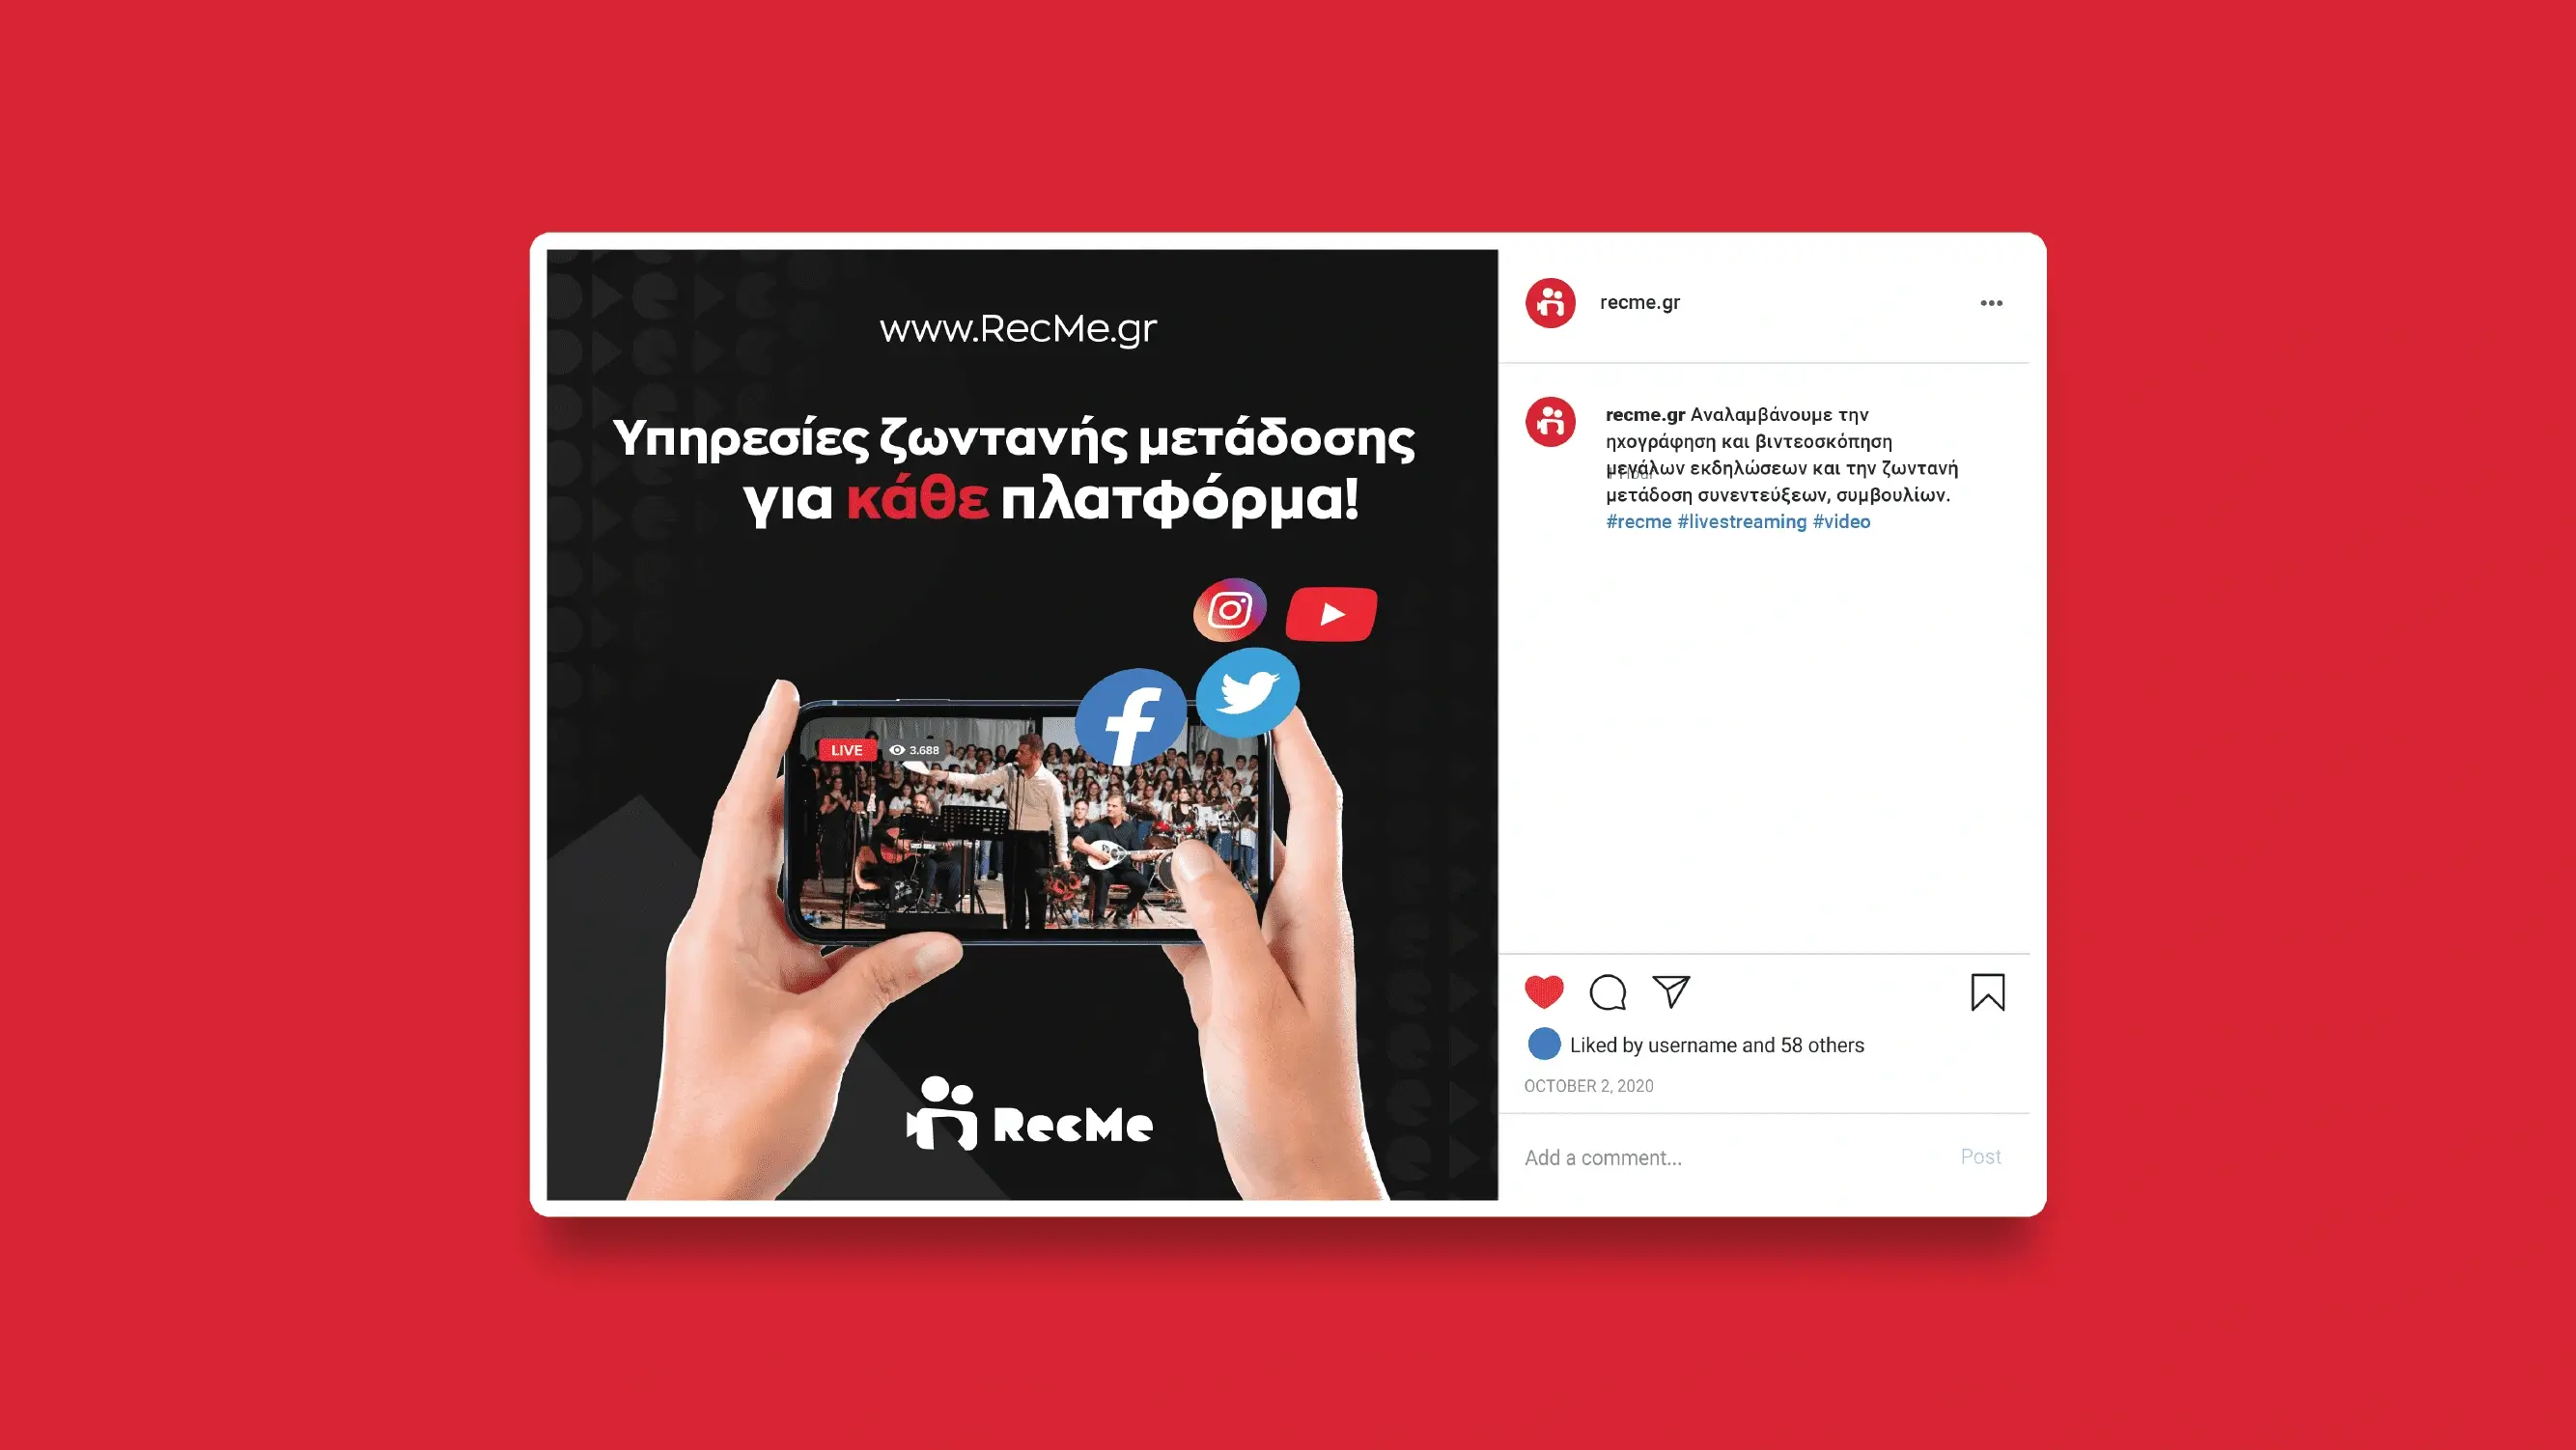 www.RecMe.gr
Υπηρεσίες ζωντανής μετάδοσης
για κάθε πλατφόρμα!
LIVE 3.688
RecMe
recme.gr
recme.gr Αναλαμβάνουμε την
ηχογράφηση και βιντεοσκόπηση
μεγάλων εκδηλώσεων και την ζωντανή
μετάδοση συνεντεύξεων, συμβουλίων.
#recme #livestreaming #video
Liked by username and 58 others
OCTOBER 2, 2020
Add a comment...
Post